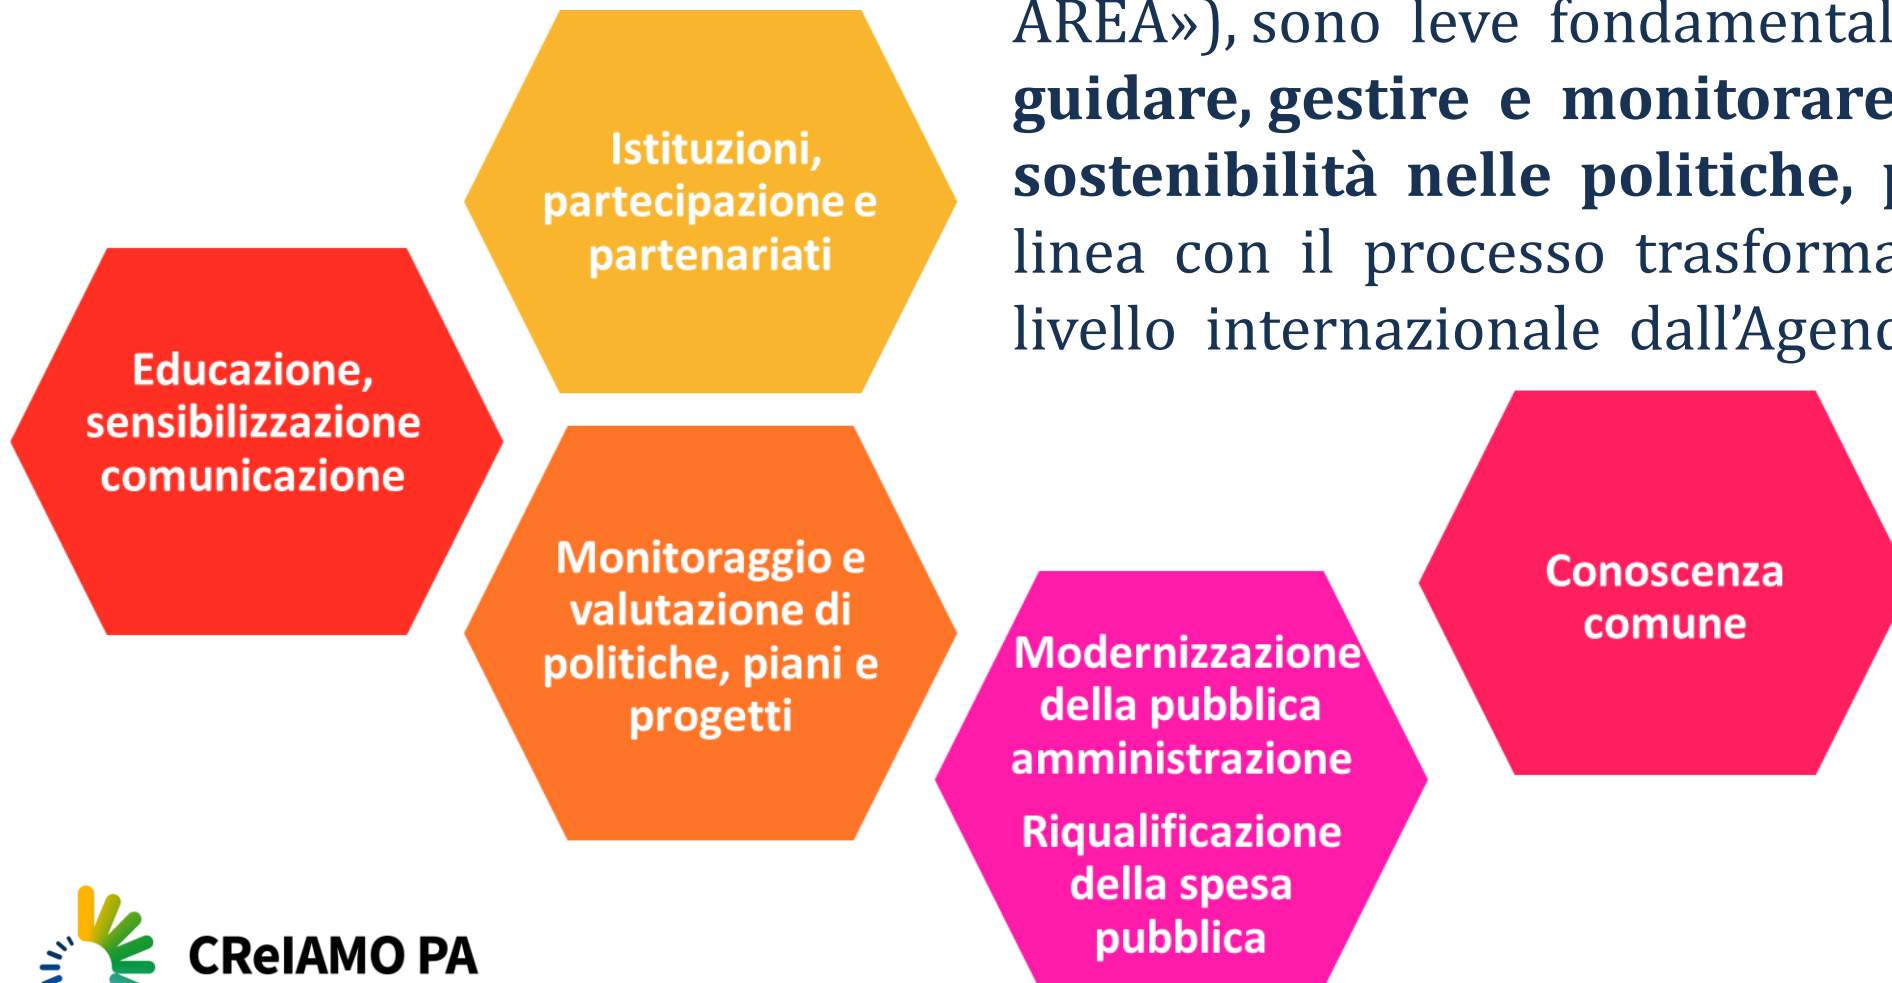 AREA»), sono leve fondamental
guidare, gestire e monitorare
sostenibilità nelle politiche,
linea con il processo trasforma
livello internazionale dall’Agend
Istituzioni,
partecipazione e
partenariati
Educazione,
sensibilizzazione
comunicazione
Monitoraggio e
valutazione di
politiche, piani e
progetti
Modernizzazione
della pubblica
amministrazione
Riqualificazione
della spesa
pubblica
Conoscenza
comune
CReIAMO PA